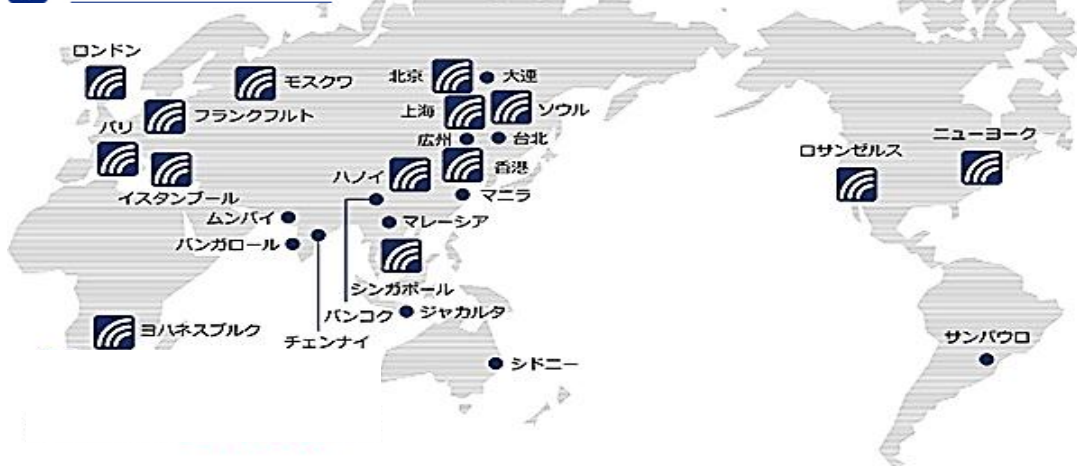 ロンドン
モスクワ
北京
大連
フランクフルト
上海
ソウル
パリ
広州
台北
ニューヨーク
ロサンゼルス
イスタンブール
ハノイ
香港
マニラ
ムンバイ
マレーシア
バンガロール
シンガポール
バンコク
ジャカルタ
ヨハネスブルク
チェンナイ
サンパウロ
シドニー